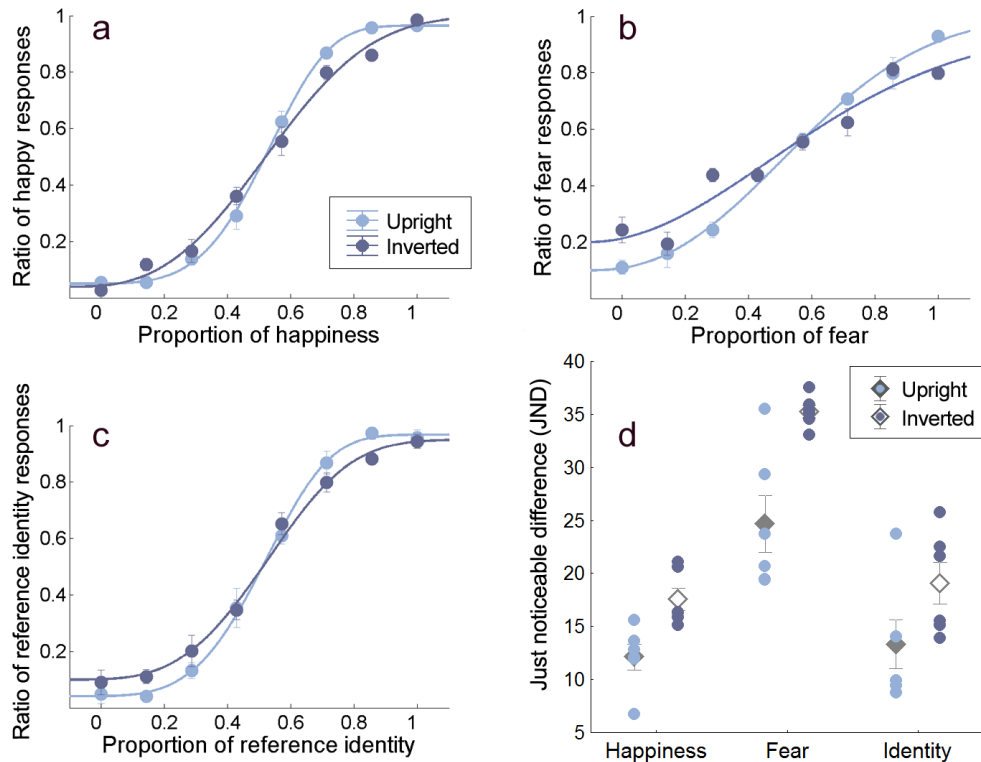 a
Ratio of happy responses
1
0.8
0.6
0.4
0.2
0 0.2 0.4 0.6 0.8 1
Proportion of happiness
Upright
Inverted
b
Ratio of fear responses
1
0.8
0.6
0.4
0.2
0 0.2 0.4 0.6 0.8 1
Proportion of fear
c
Ratio of reference identity responses
1
0.8
0.6
0.4
0.2
0 0.2 0.4 0.6 0.8 1
Proportion of reference identity
d
Just noticeable difference (JND)
40
35
30
25
20
15
10
5
Happiness Fear Identity
Upright
Inverted